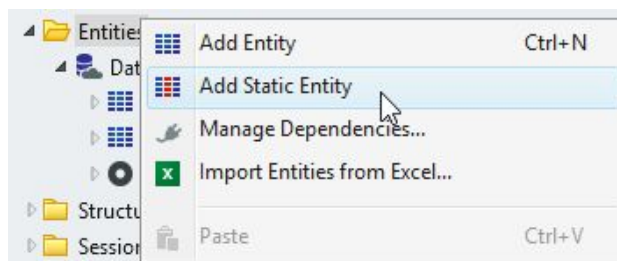 Entities
Add Entity Ctrl+N
Dat
Add Static Entity
Manage Dependencies...
Import Entities from Excel...
Structu
Paste Ctrl+V
Session